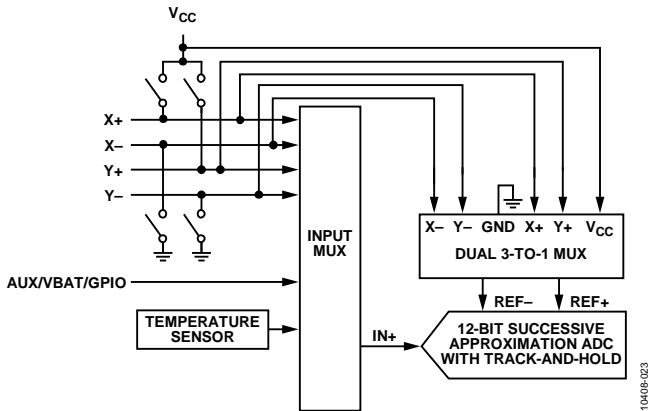 VCC
X+
X–
Y+
Y–
INPUT
MUX
X– Y– GND X+ Y+ VCC
DUAL 3-TO-1 MUX
AUX/VBAT/GPIO
REF– REF+
TEMPERATURE
SENSOR
IN+
12-BIT SUCCESSIVE
APPROXIMATION ADC
WITH TRACK-AND-HOLD
10408-023